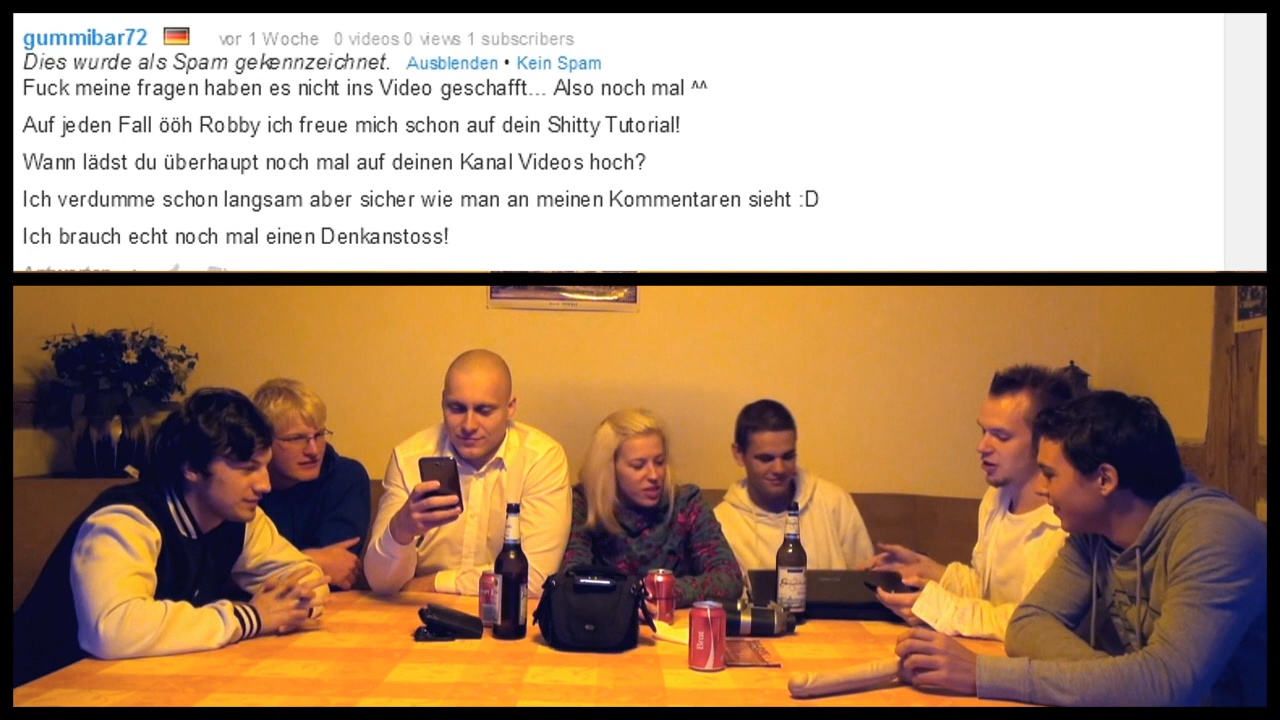 gummibar72 vor 1 Woche 0 videos 0 views 1 subscribers
Dies wurde als Spam gekennzeichnet. Ausblenden • Kein Spam
Fuck meine fragen haben es nicht ins Video geschafft... Also noch mal ^^
Auf jeden Fall ööh Robby ich freue mich schon auf dein Shitty Tutorial!
Wann lädst du überhaupt noch mal auf deinen Kanal Videos hoch?
Ich verdumme schon langsam aber sicher wie man an meinen Kommentaren sieht :D
Ich brauch echt noch mal einen Denkanstoss!